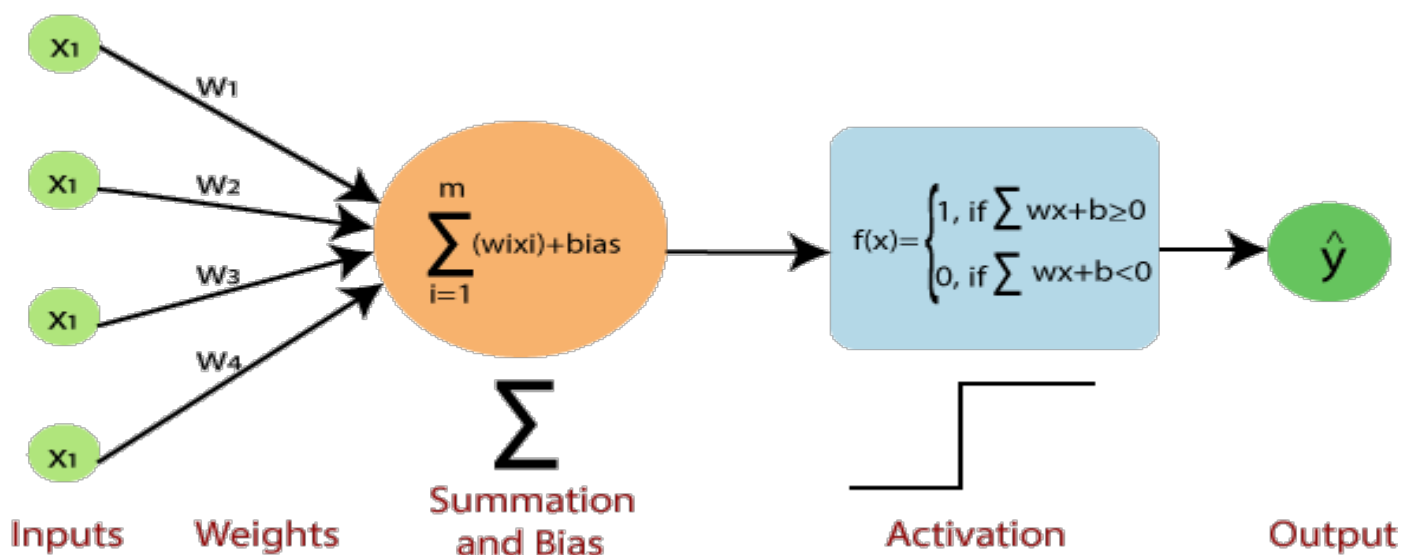 x1
x1
x1
x1
w1
w2
w3
w4
m
∑(wixi)+bias
i=1
∑
f(x)={1, if ∑ wx+b≥0
0, if ∑ wx+b<0
ŷ
Inputs
Weights
Summation
and Bias
Activation
Output